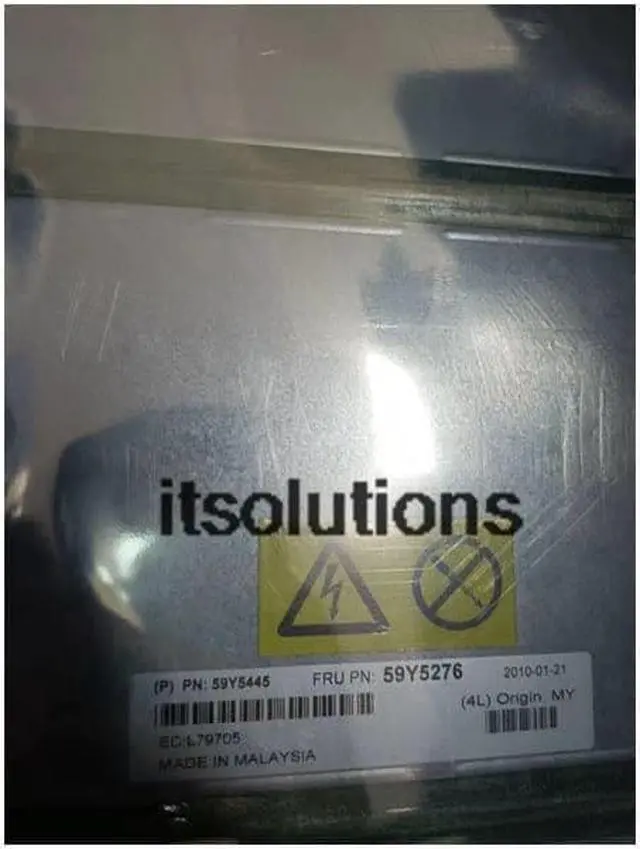 itsolutions
(P) PN: 59Y5445 FRU PN: 59Y5276 2010-01-21
(4L) Origin MY
EC:L79705
MADE IN MALAYSIA